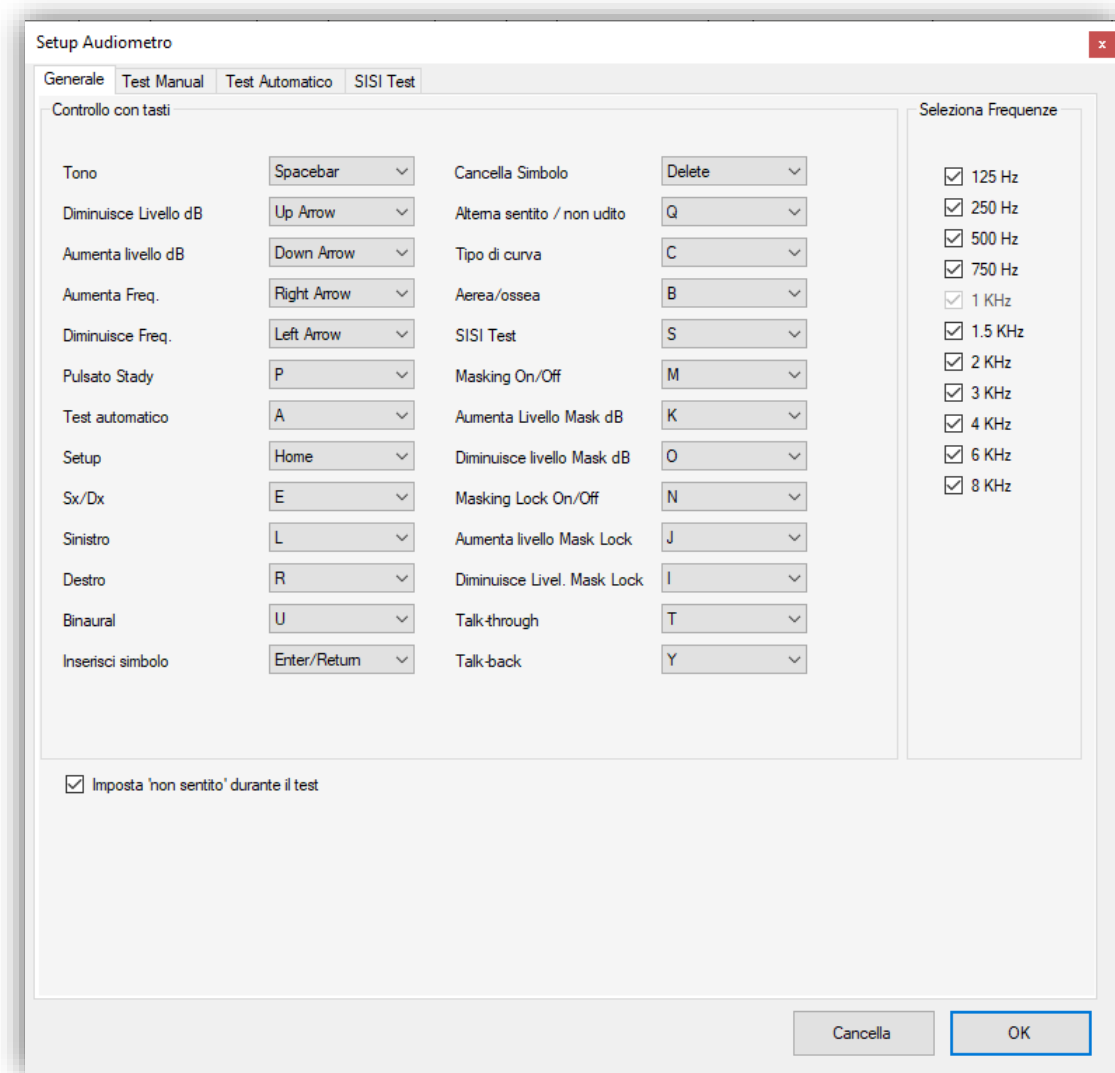 Setup Audiometro
x
Generale Test Manual Test Automatico SISI Test
Controllo con tasti
Tono Spacebar
Diminuisce Livello dB Up Arrow
Aumenta livello dB Down Arrow
Aumenta Freq. Right Arrow
Diminuisce Freq. Left Arrow
Pulsato Stady P
Test automatico A
Setup Home
Sx/Dx E
Sinistro L
Destro R
Binaural U
Inserisci simbolo Enter/Return
Cancella Simbolo Delete
Alterna sentito / non udito Q
Tipo di curva C
Aerea/ossea B
SISI Test S
Masking On/Off M
Aumenta Livello Mask dB K
Diminuisce livello Mask dB O
Masking Lock On/Off N
Aumenta livello Mask Lock J
Diminuisce Livel. Mask Lock I
Talk-through T
Talk-back Y
Seleziona Frequenze
125 Hz
250 Hz
500 Hz
750 Hz
1 KHz
1.5 KHz
2 KHz
3 KHz
4 KHz
6 KHz
8 KHz
Imposta 'non sentito' durante il test
Cancella OK